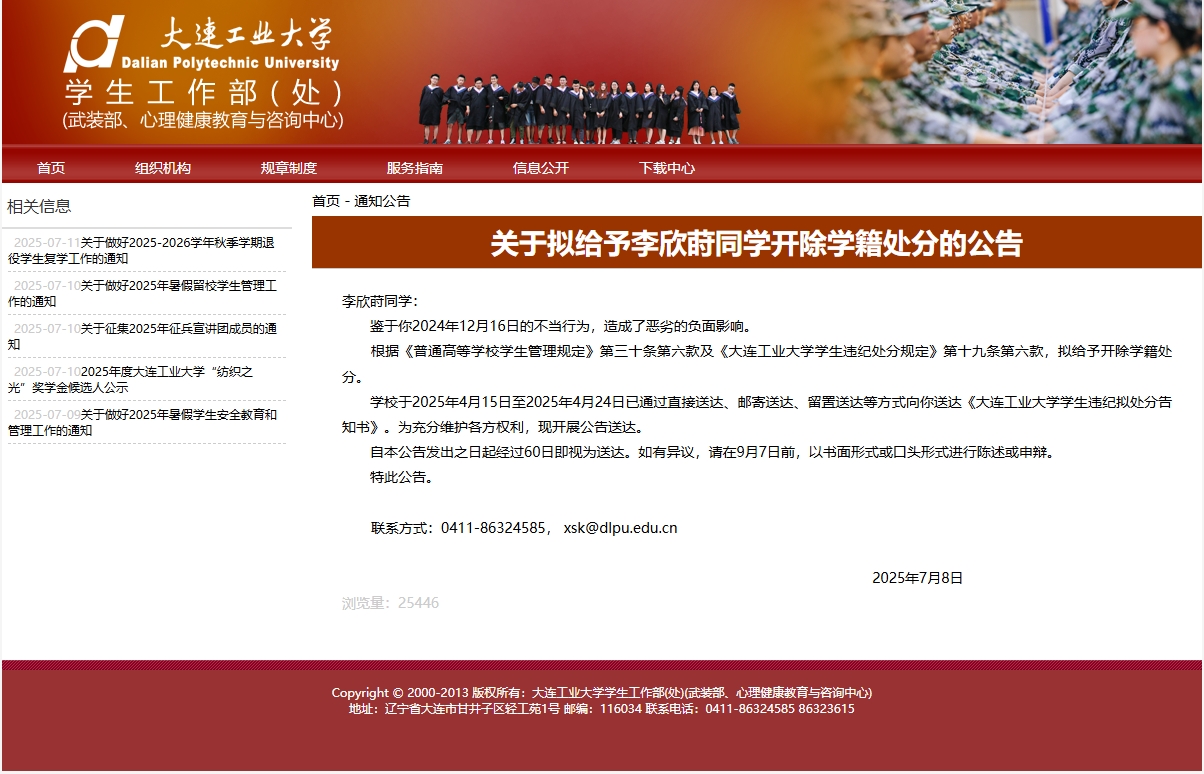 大连工业大学
Dalian Polytechnic Polytechnic University
学生工作部(处)
(武装部、心理健康教育与咨询中心)
首页 组织机构 规章制度 服务指南 信息公开 下载中心
相关信息
2025-07-11关于做好2025-2026学年秋季学期退
役学生复学工作的通知
2025-07-10关于做好2025年暑假留校学生管理工
作的通知
2025-07-10关于征集2025年征兵宣讲团成员的通
知
2025-07-102025年度大连工业大学“纺织之
光”奖学金候选人公示
2025-07-09关于做好2025年暑假学生安全教育和
管理工作的通知
首页 - 通知公告
关于拟给予李欣莳同学开除学籍处分的公告
李欣莳同学：
鉴于你2024年12月16日的不当行为，造成了恶劣的负面影响。
根据《普通高等学校学生管理规定》第三十条第六款及《大连工业大学学生违纪处分规定》第十九条第六款，拟给予开除学籍处
分。
学校于2025年4月15日至2025年4月24日已通过直接送达、邮寄送达、留置送达等方式向你送达《大连工业大学学生违纪拟处分告
知书》。为充分维护各方权利，现开展公告送达。
自本公告发出之日起经过60日即视为送达。如有异议，请在9月7日前，以书面形式或口头形式进行陈述或申辩。
特此公告。
联系方式：0411-86324585， xsk@dlpu.edu.cn
2025年7月8日
浏览量：25446
Copyright © 2000-2013 版权所有：大连工业大学学生工作部(处)(武装部、心理健康教育与咨询中心)
地址：辽宁省大连市甘井子区轻工苑1号 邮编：116034 联系电话：0411-86324585 86323615